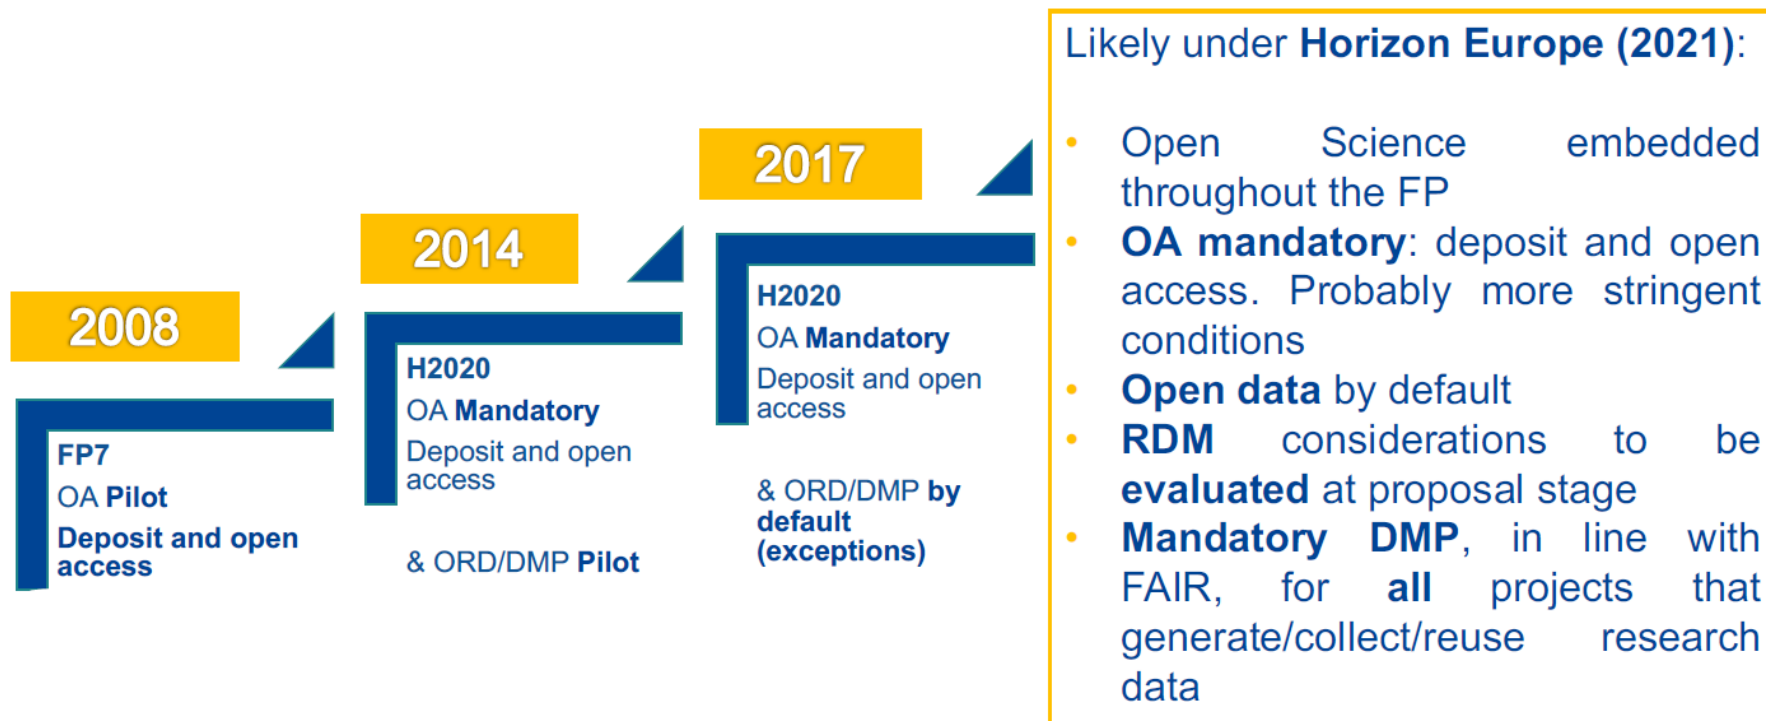 2008
FP7
OA Pilot
Deposit and open
access
2014
H2020
OA Mandatory
Deposit and open
access
& ORD/DMP Pilot
2017
H2020
OA Mandatory
Deposit and open
access
& ORD/DMP by
default
(exceptions)
Likely under Horizon Europe (2021):
• Open Science embedded
throughout the FP
• OA mandatory: deposit and open
access. Probably more stringent
conditions
• Open data by default
• RDM considerations to be
evaluated at proposal stage
• Mandatory DMP, in line with
FAIR, for all projects that
generate/collect/reuse research
data